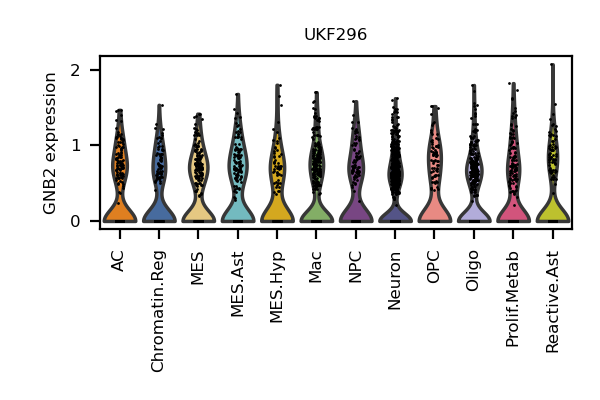 UKF296
GNB2 expression
2
1
0
AC
Chromatin.Reg
MES
MES.Ast
MES.Hyp
Mac
NPC
Neuron
OPC
Oligo
Prolif.Metab
Reactive.Ast